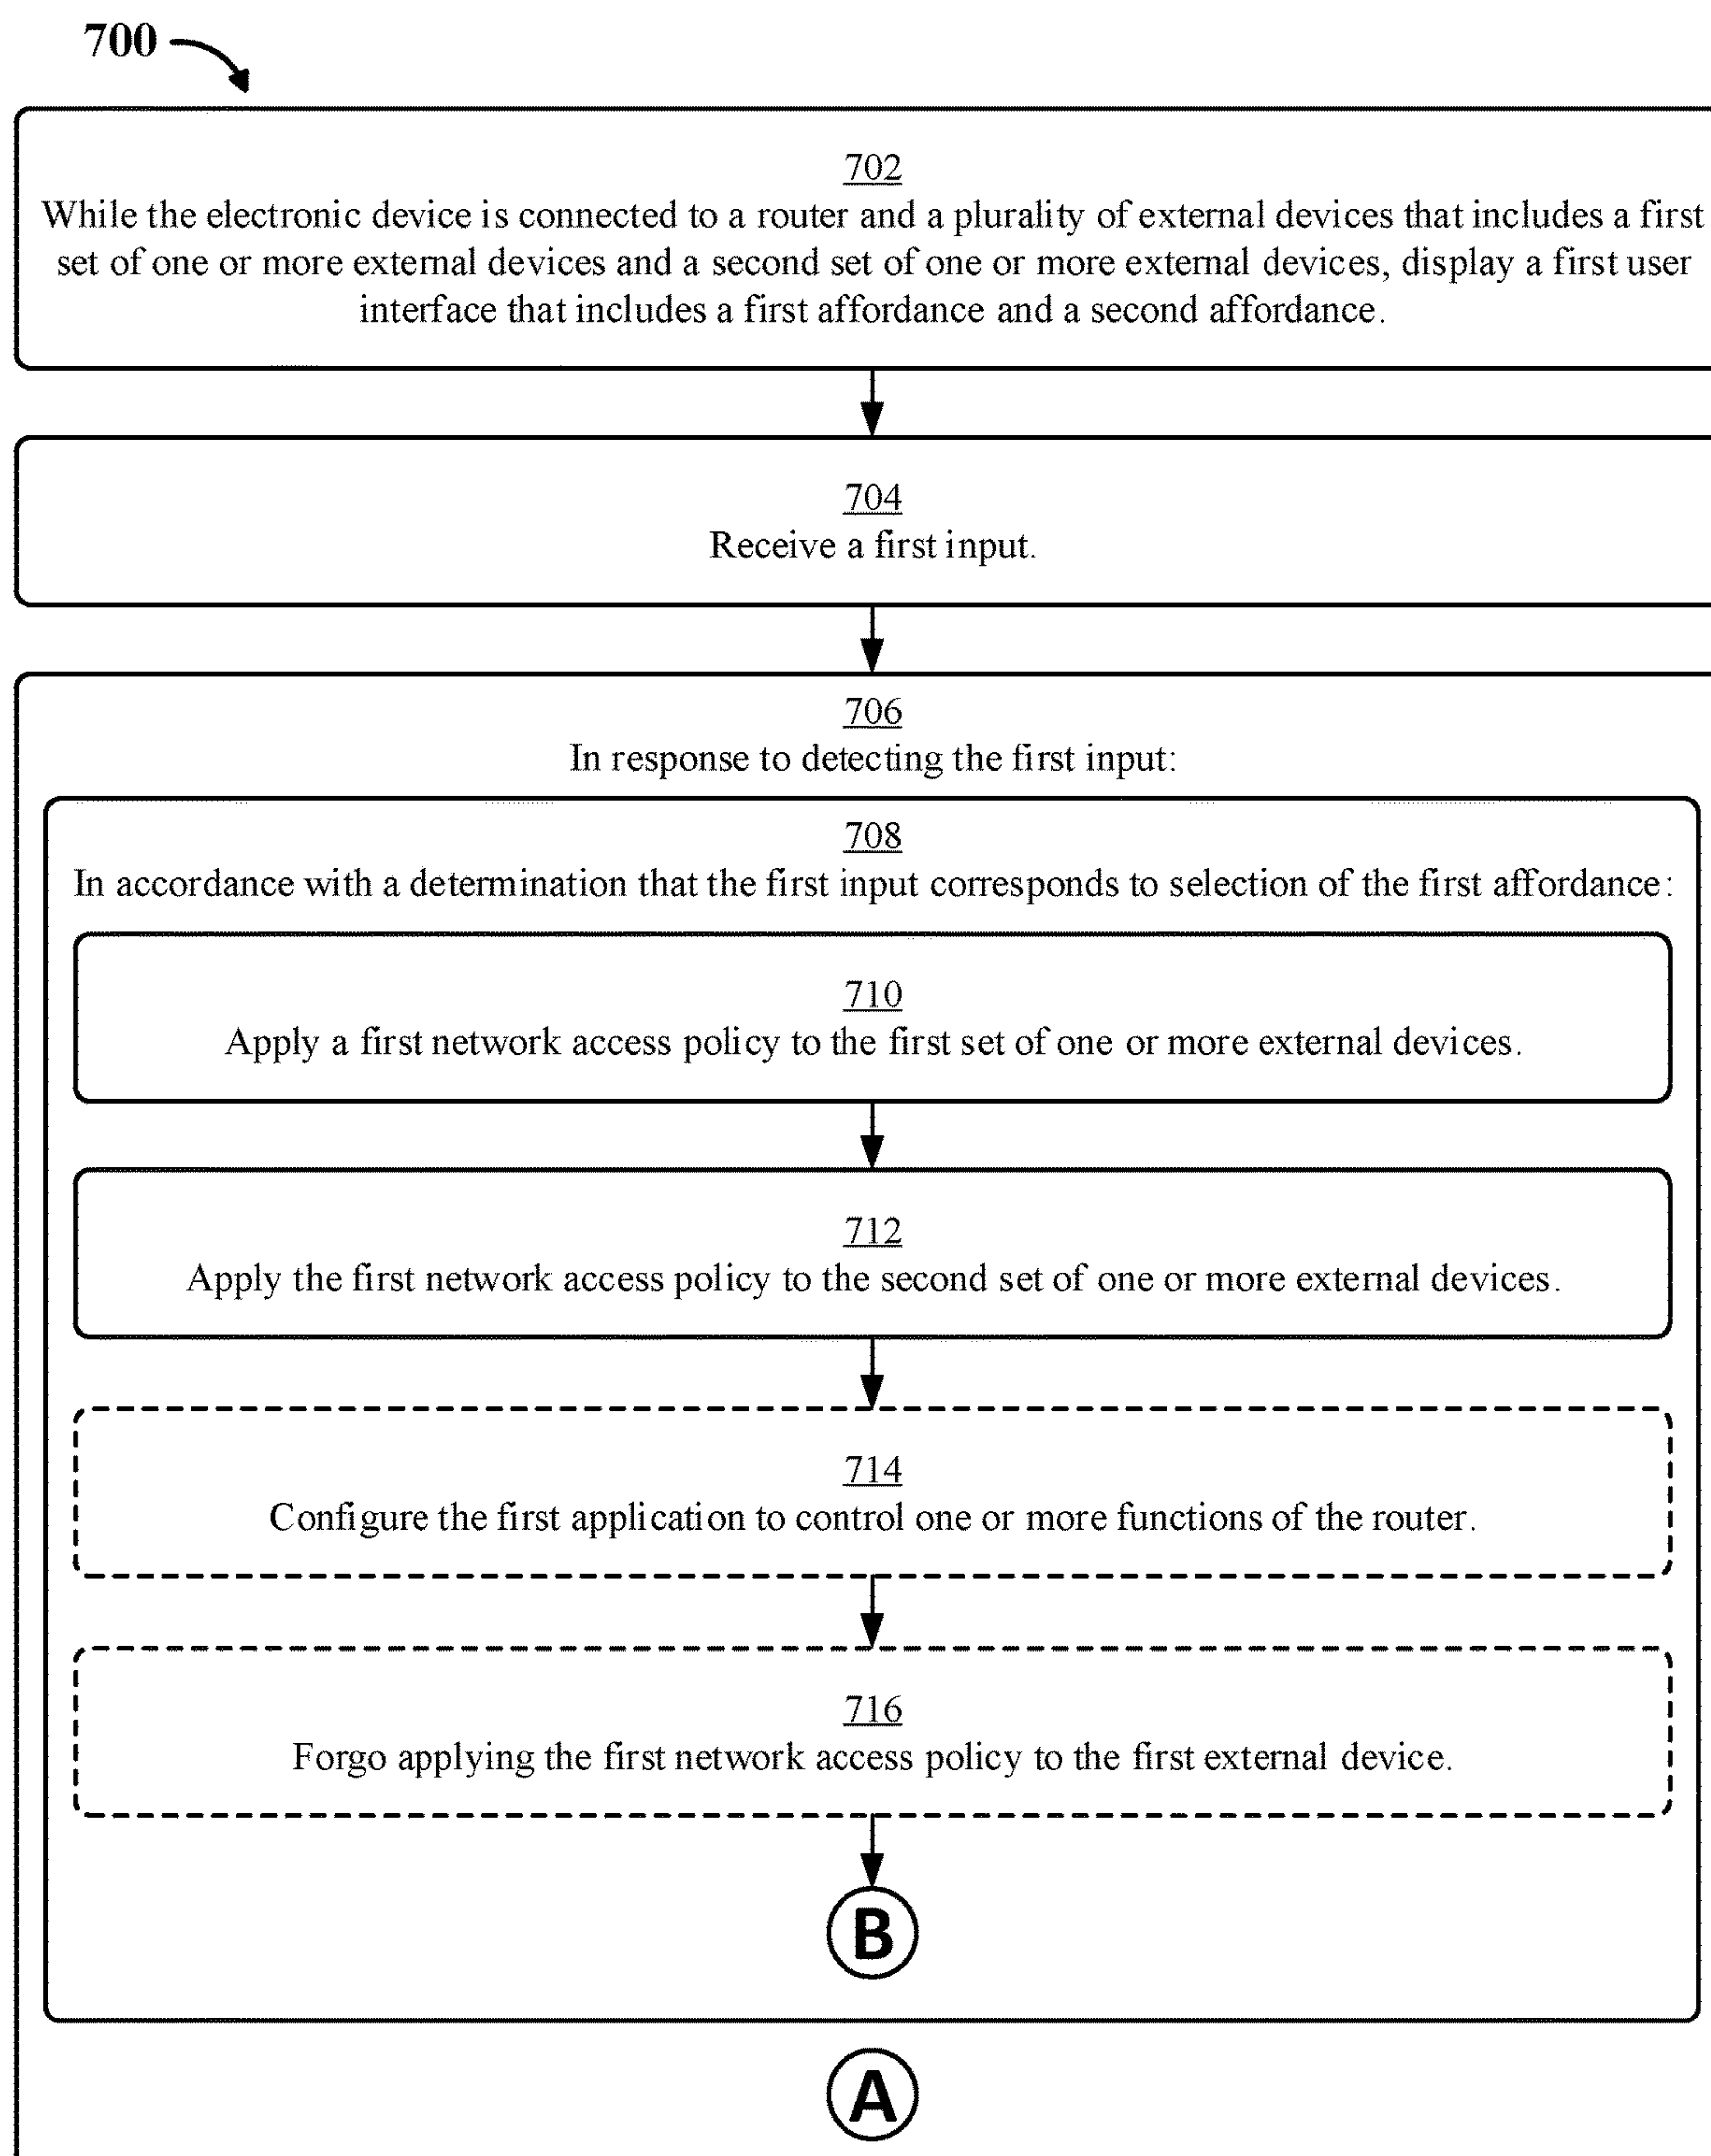 700
702
While the electronic device is connected to a router and a plurality of external devices that includes a first
set of one or more external devices and a second set of one or more external devices, display a first user
interface that includes a first affordance and a second affordance.
704
Receive a first input.
706
In response to detecting the first input:
708
In accordance with a determination that the first input corresponds to selection of the first affordance:
710
Apply a first network access policy to the first set of one or more external devices.
712
Apply the first network access policy to the second set of one or more external devices.
714
Configure the first application to control one or more functions of the router.
716
Forgo applying the first network access policy to the first external device.
B
A